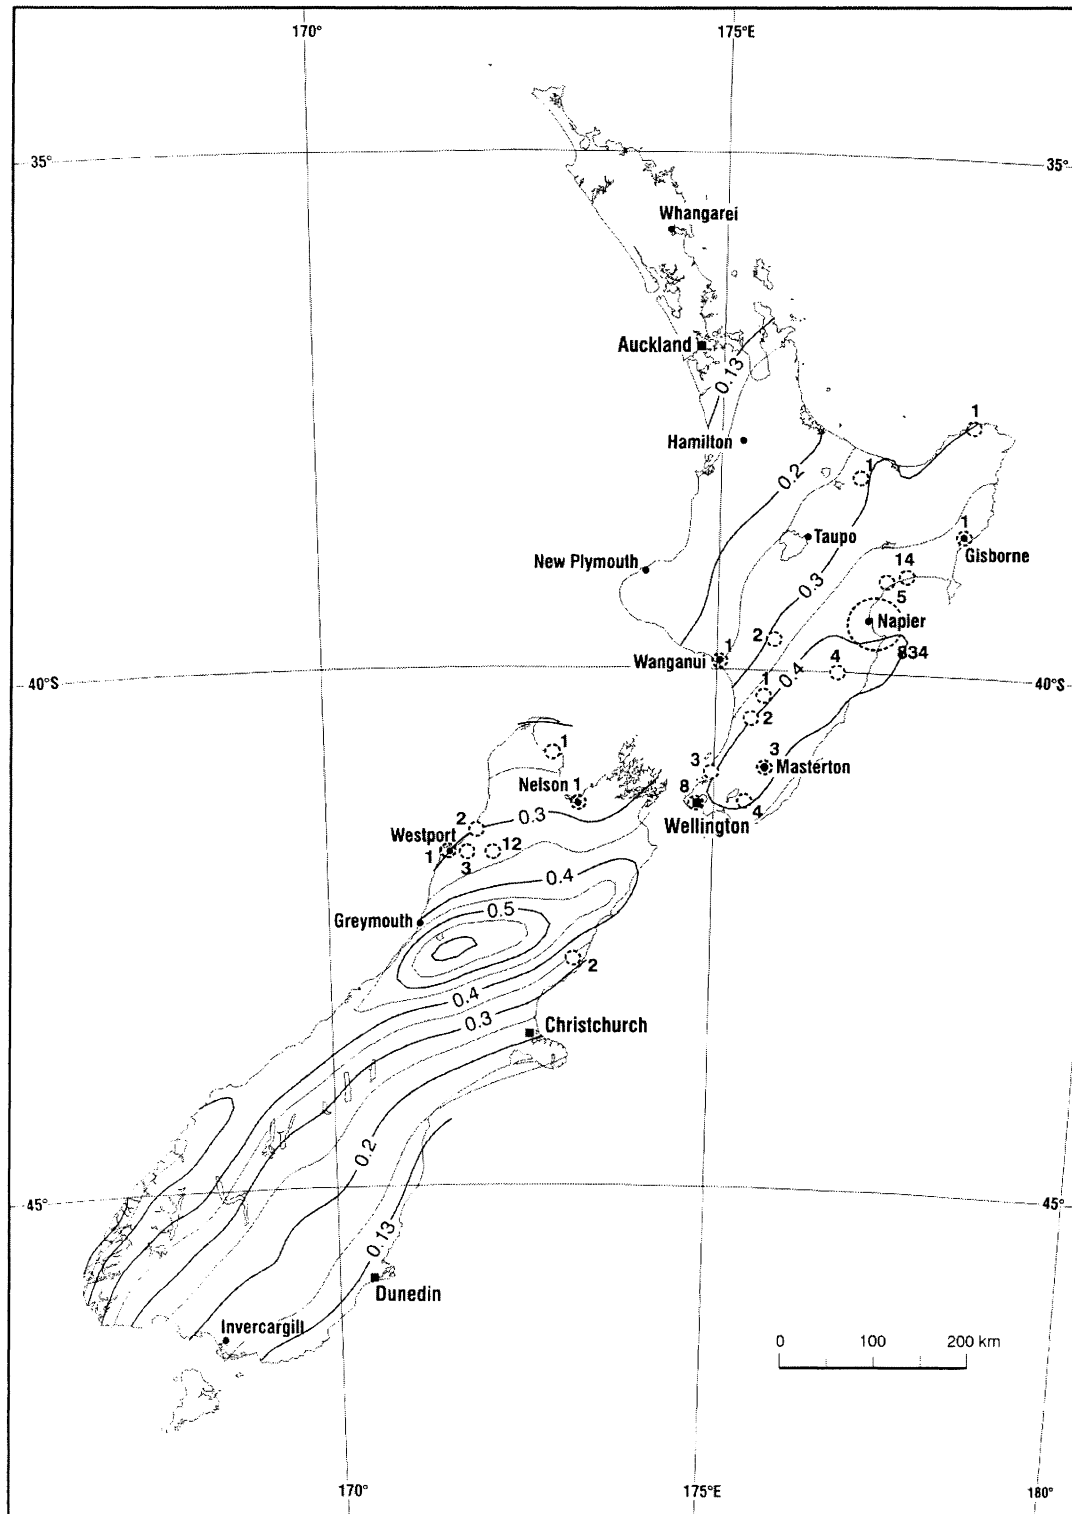 170°
175°E
35°
35°
Whangarei
Auckland
0.13
Hamilton
1
0.2
1
Taupo
1
Gisborne
New Plymouth
0.3
14
5
Napier
2
834
Wanganui
1
0.4
4
40°S
40°S
1
2
1
3
3
Masterton
Nelson 1
8
4
Wellington
2
0.3
Westport
1
3
12
0.4
Greymouth
0.5
2
0.4
0.3
Christchurch
0.2
45°
45°
0.13
Dunedin
Invercargill
0
100
200 km
170°
175°E
180°